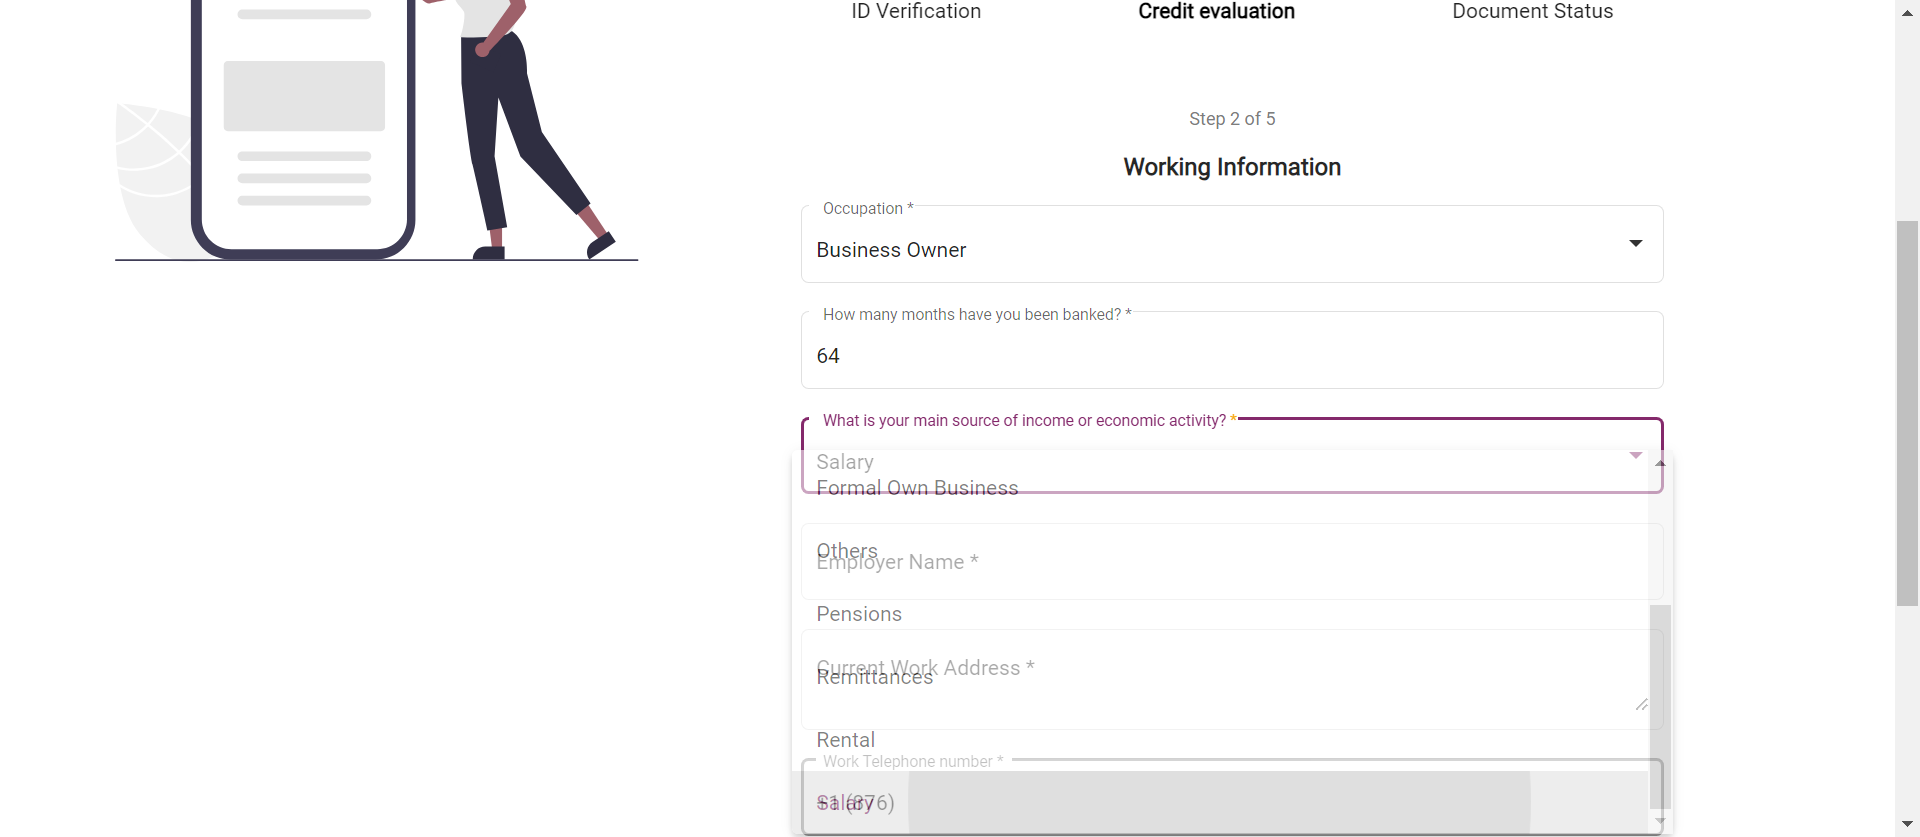 ID Verification
Credit evaluation
Document Status
Step 2 of 5
Working Information
Occupation *
Business Owner
How many months have you been banked? *
64
What is your main source of income or economic activity? *
Salary
Formal Own Business
Others
Employer Name *
Pensions
Current Work Address *
Remittances
Rental
Work Telephone number *
Salary
+1 (876)